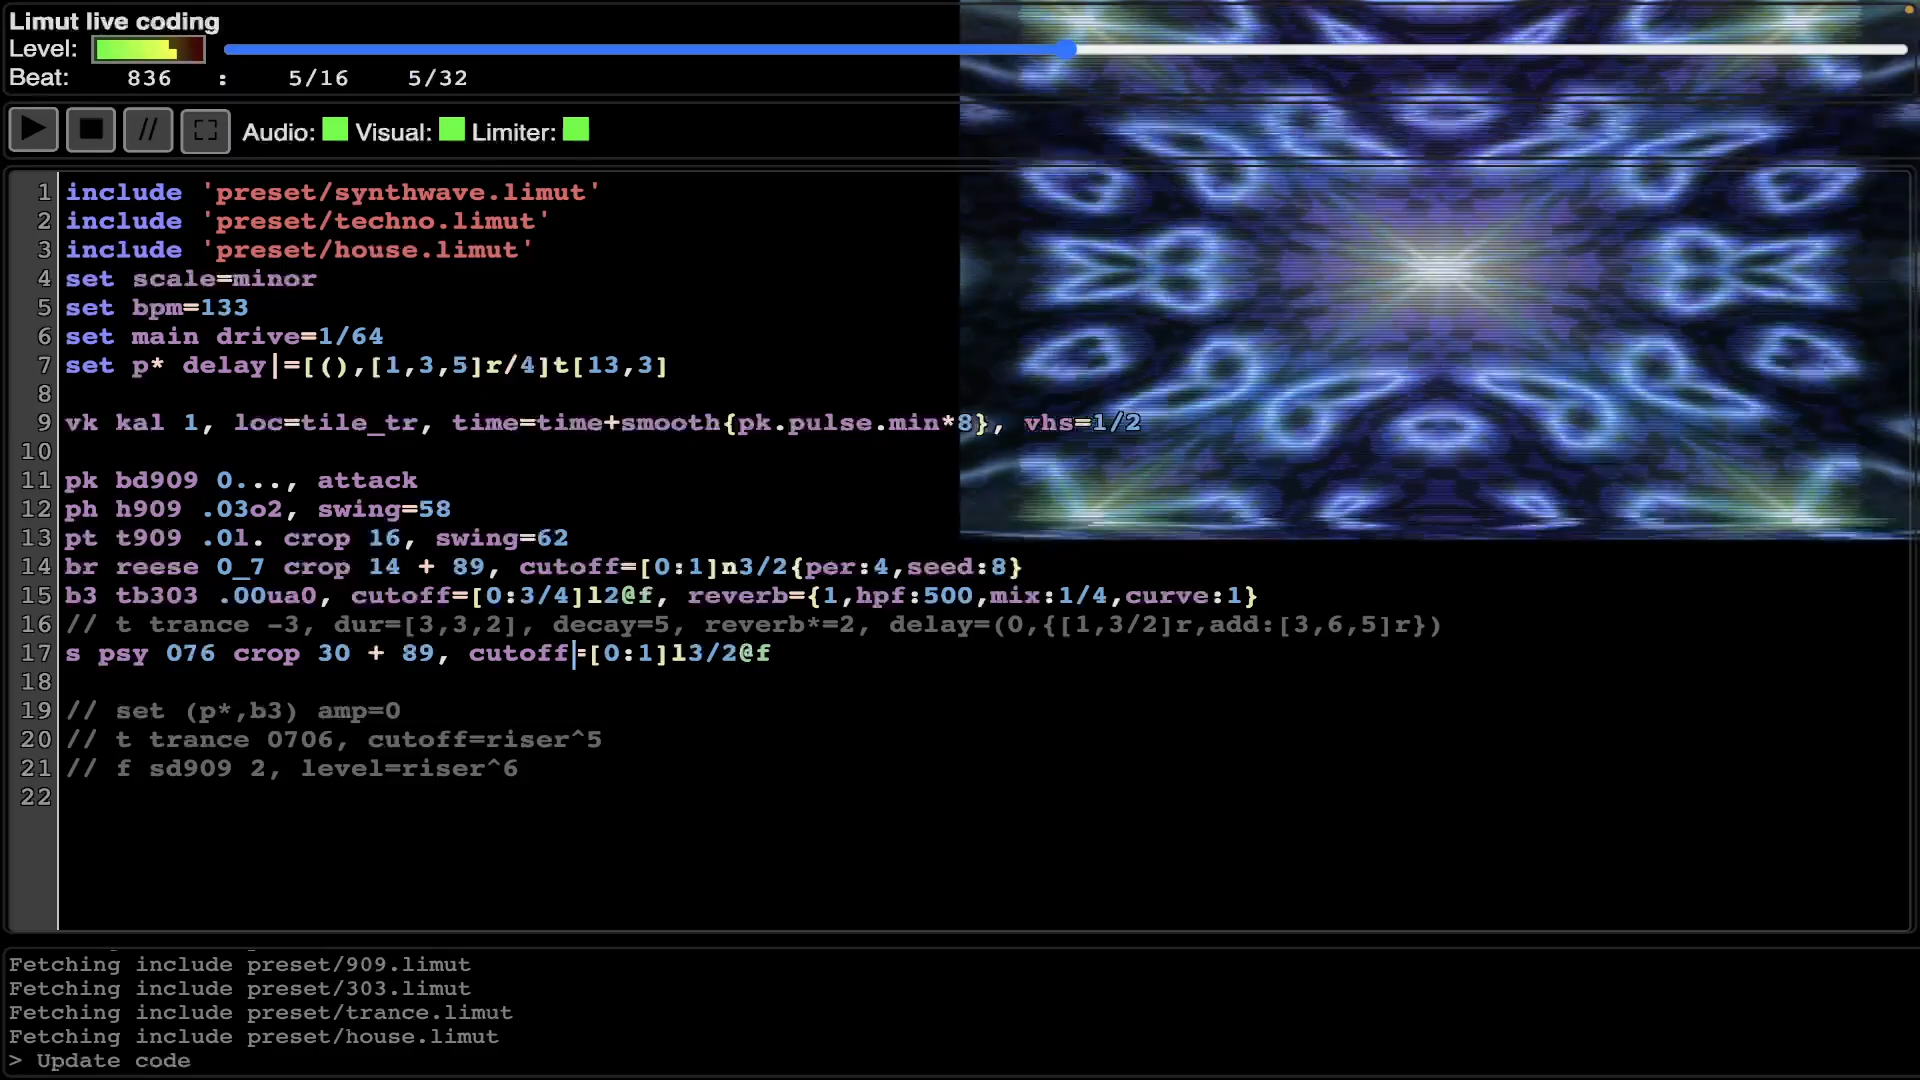 Limut live coding
Level:
Beat: 836 : 5/16 5/32
// Audio: Visual: Limiter:
1 include 'preset/synthwave.limut'
2 include 'preset/techno.limut'
3 include 'preset/house.limut'
4 set scale=minor
5 set bpm=133
6 set main drive=1/64
7 set p* delay|=[(),[1,3,5]r/4]t[13,3]
8
9 vk kal 1, loc=tile_tr, time=time+smooth{pk.pulse.min*8}, vhs=1/2
10
11 pk bd909 0..., attack
12 ph h909 .03o2, swing=58
13 pt t909 .0l. crop 16, swing=62
14 br reese 0_7 crop 14 + 89, cutoff=[0:1]n3/2{per:4,seed:8}
15 b3 tb303 .00ua0, cutoff=[0:3/4]l2@f, reverb={1,hpf:500,mix:1/4,curve:1}
16 // t trance -3, dur=[3,3,2], decay=5, reverb*=2, delay=(0,{[1,3/2]r,add:[3,6,5]r})
17 s psy 076 crop 30 + 89, cutoff=[0:1]l3/2@f
18
19 // set (p*,b3) amp=0
20 // t trance 0706, cutoff=riser^5
21 // f sd909 2, level=riser^6
22
Fetching include preset/909.limut
Fetching include preset/303.limut
Fetching include preset/trance.limut
Fetching include preset/house.limut
> Update code